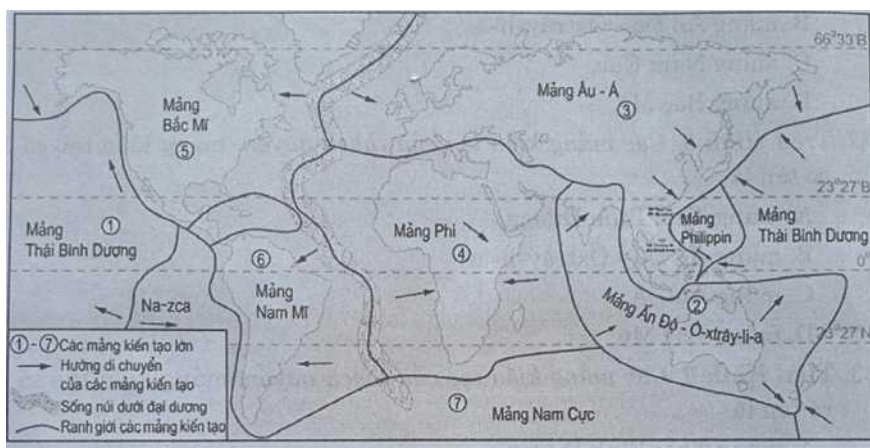 66°33'B
Mảng
Bắc Mĩ
⑤
Mảng Âu - Á
③
23°27'B
Mảng
Thái Bình Dương
①
Mảng Phi
④
Mảng
Philippin
Mảng
Thái Bình Dương
0°
⑥
Mảng
Nam Mĩ
Na-zca
②
Mảng Ấn Độ - Ô-xtrây-li-a
23°27'N
⑦
Mảng Nam Cực
① - ⑦ Các mảng kiến tạo lớn
Hướng di chuyển
của các mảng kiến tạo
Sống núi dưới đại dương
Ranh giới các mảng kiến tạo